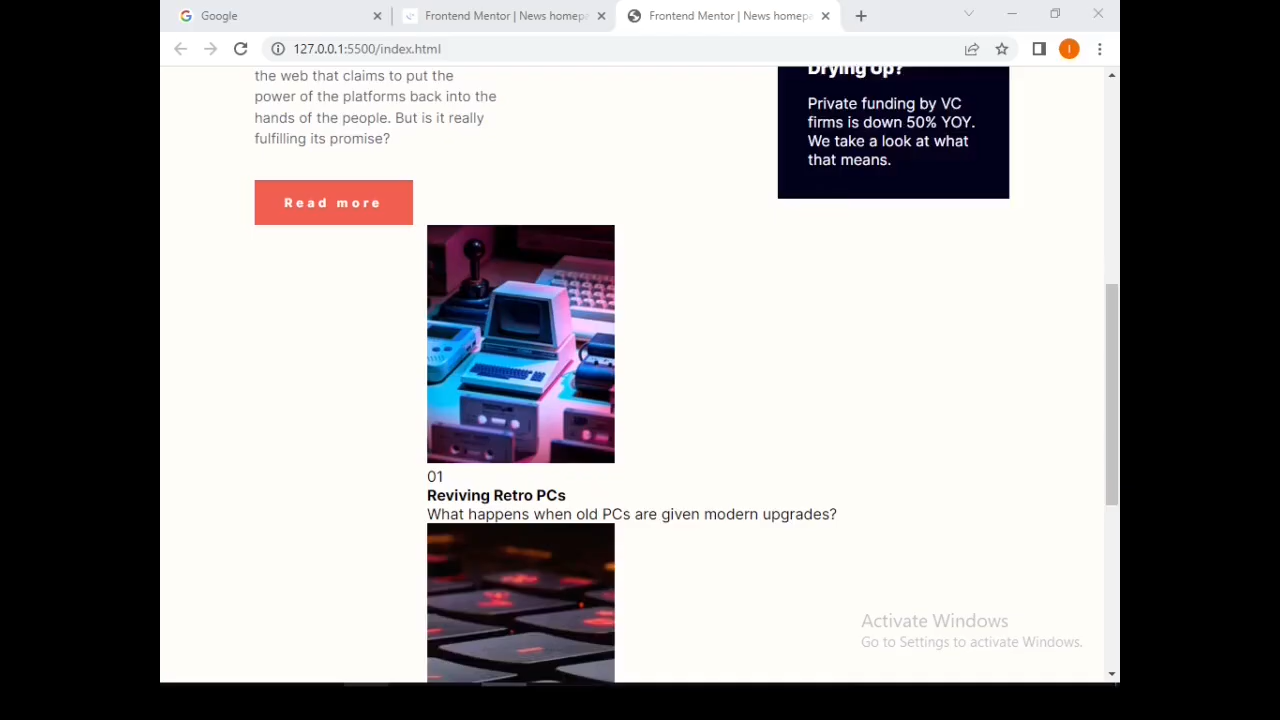 Google
Frontend Mentor | News homepa
Frontend Mentor | News homepa
127.0.0.1:5500/index.html
I
the web that claims to put the
power of the platforms back into the
hands of the people. But is it really
fulfilling its promise?
Read more
Drying Up?
Private funding by VC
firms is down 50% YOY.
We take a look at what
that means.
01
Reviving Retro PCs
What happens when old PCs are given modern upgrades?
Activate Windows
Go to Settings to activate Windows.